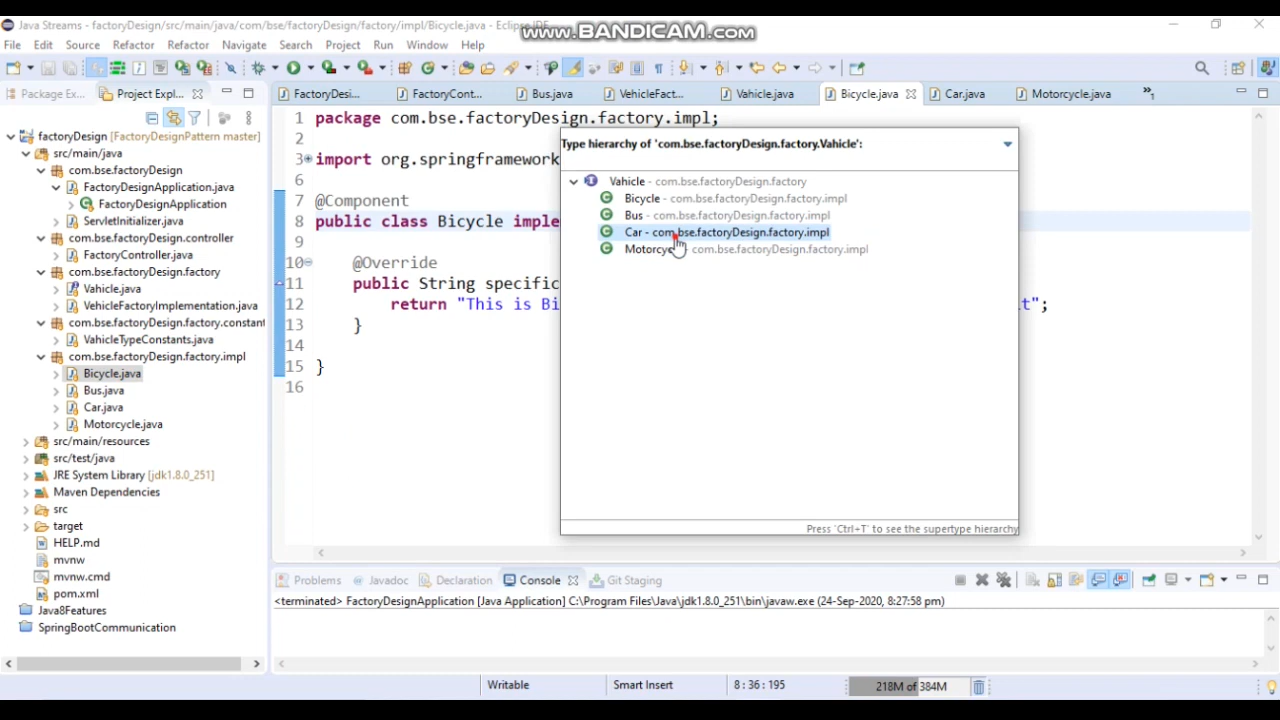 Java Streams - factoryDesign/src/main/java/com/bse/factoryDesign/factory/impl/Bicycle.java - Eclipse IDE
www.BANDICAM.com
File Edit Source Refactor Refactor Navigate Search Project Run Window Help
Package Ex...
Project Expl...
FactoryDesi...
FactoryCont...
Bus.java
VehicleFact...
Vehicle.java
Bicycle.java
Car.java
Motorcycle.java
»1
factoryDesign [FactoryDesignPattern master]
src/main/java
com.bse.factoryDesign
FactoryDesignApplication.java
FactoryDesignApplication
ServletInitializer.java
com.bse.factoryDesign.controller
FactoryController.java
com.bse.factoryDesign.factory
Vehicle.java
VehicleFactoryImplementation.java
com.bse.factoryDesign.factory.constant
VehicleTypeConstants.java
com.bse.factoryDesign.factory.impl
Bicycle.java
Bus.java
Car.java
Motorcycle.java
src/main/resources
src/test/java
JRE System Library [jdk1.8.0_251]
Maven Dependencies
src
target
HELP.md
mvnw
mvnw.cmd
pom.xml
Java8Features
SpringBootCommunication
1 package com.bse.factoryDesign.factory.impl;
2
3 import org.springframework
7 @Component
8 public class Bicycle imple
9
10 @Override
11 public String specific
12 return "This is Bi t";
13 }
14
15 }
16
Type hierarchy of 'com.bse.factoryDesign.factory.Vehicle':
Vehicle - com.bse.factoryDesign.factory
Bicycle - com.bse.factoryDesign.factory.impl
Bus - com.bse.factoryDesign.factory.impl
Car - com.bse.factoryDesign.factory.impl
- com.bse.factoryDesign.factory.impl
Press 'Ctrl+T' to see the supertype hierarchy
Problems
Javadoc
Declaration
Console
Git Staging
<terminated> FactoryDesignApplication [Java Application] C:\Program Files\Java\jdk1.8.0_251\bin\javaw.exe (24-Sep-2020, 8:27:58 pm)
Writable
Smart Insert
8 : 36 : 195
218M of 384M